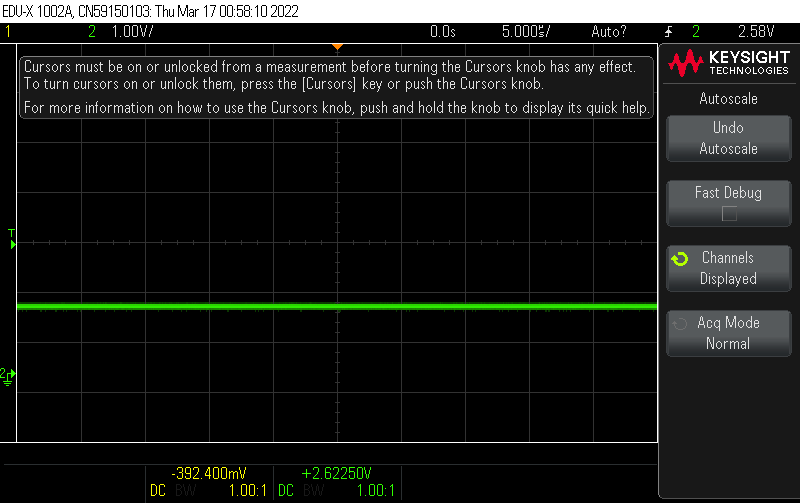 EDU-X 1002A, CN59150103: Thu Mar 17 00:58:10 2022
1 2 1.00V/ 0.0s 5.000s/ Auto? 2 2.58V
Cursors must be on or unlocked from a measurement before turning the Cursors knob has any effect.
To turn cursors on or unlock them, press the [Cursors] key or push the Cursors knob.
For more information on how to use the Cursors knob, push and hold the knob to display its quick help.
KEYSIGHT
TECHNOLOGIES
Autoscale
Undo
Autoscale
Fast Debug
T
Channels
Displayed
Acq Mode
Normal
2
-392.400mV +2.62250V
DC BW 1.00:1 DC BW 1.00:1